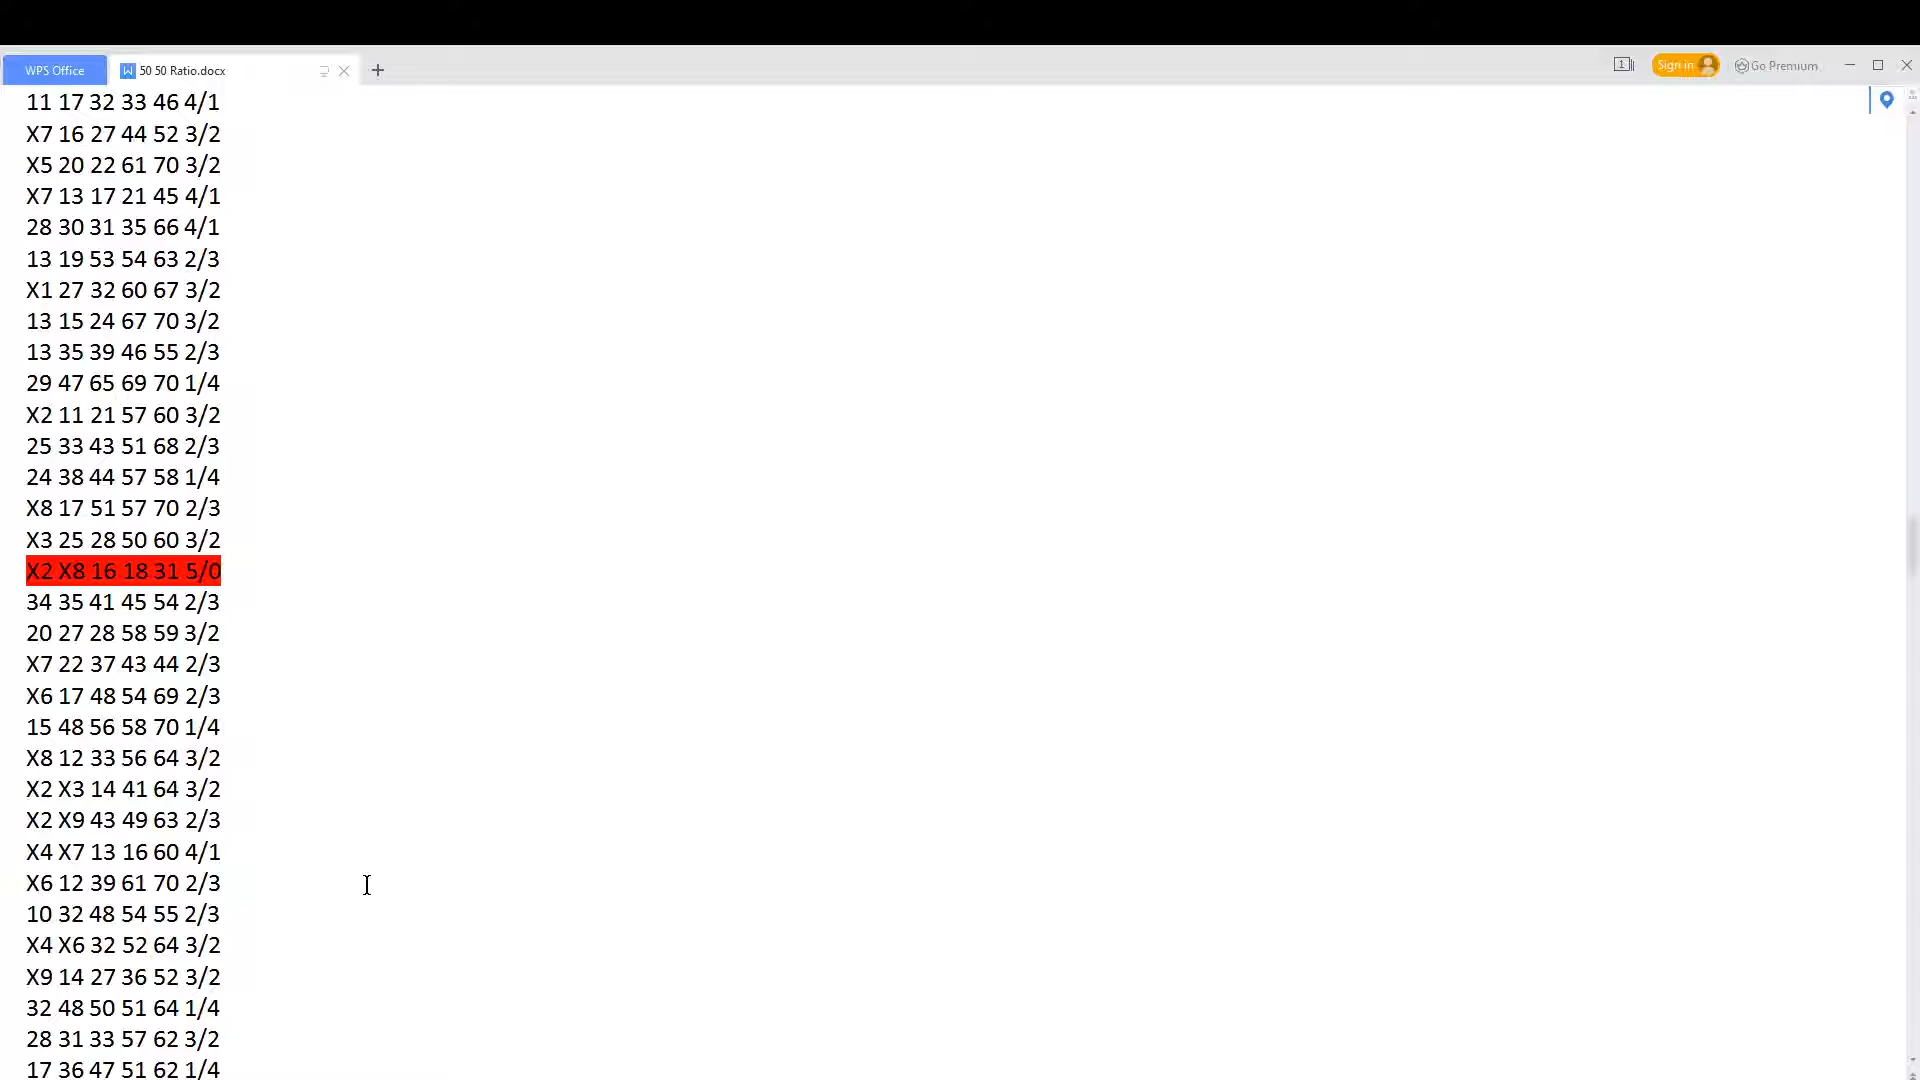 WPS Office
50 50 Ratio.docx
Sign in
Go Premium
11 17 32 33 46 4/1
X7 16 27 44 52 3/2
X5 20 22 61 70 3/2
X7 13 17 21 45 4/1
28 30 31 35 66 4/1
13 19 53 54 63 2/3
X1 27 32 60 67 3/2
13 15 24 67 70 3/2
13 35 39 46 55 2/3
29 47 65 69 70 1/4
X2 11 21 57 60 3/2
25 33 43 51 68 2/3
24 38 44 57 58 1/4
X8 17 51 57 70 2/3
X3 25 28 50 60 3/2
X2 X8 16 18 31 5/0
34 35 41 45 54 2/3
20 27 28 58 59 3/2
X7 22 37 43 44 2/3
X6 17 48 54 69 2/3
15 48 56 58 70 1/4
X8 12 33 56 64 3/2
X2 X3 14 41 64 3/2
X2 X9 43 49 63 2/3
X4 X7 13 16 60 4/1
X6 12 39 61 70 2/3
10 32 48 54 55 2/3
X4 X6 32 52 64 3/2
X9 14 27 36 52 3/2
32 48 50 51 64 1/4
28 31 33 57 62 3/2
17 36 47 51 62 1/4